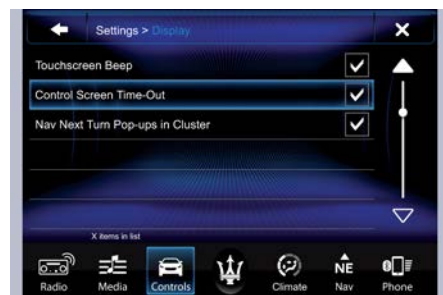 Settings > Display
Touchscreen Beep
Control Screen Time-Out
Nav Next Turn Pop-ups in Cluster
X items in list
NE
Radio Media Controls Climate Nav Phone